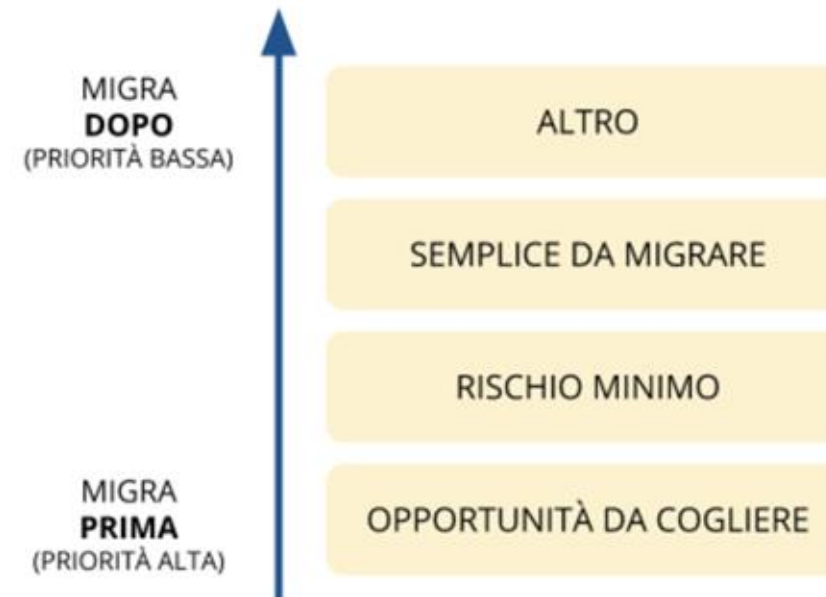 MIGRA
DOPO
(PRIORITÀ BASSA)
ALTRO
SEMPLICE DA MIGRARE
RISCHIO MINIMO
MIGRA
PRIMA
(PRIORITÀ ALTA)
OPPORTUNITÀ DA COGLIERE